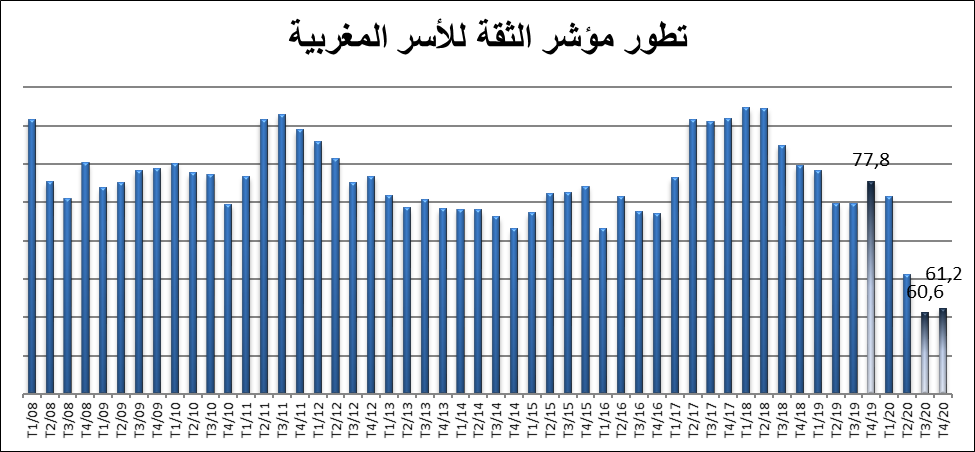 تطور مؤشر الثقة للأسر المغربية
77,8
61,2
60,6
T1/08
T2/08
T3/08
T4/08
T1/09
T2/09
T3/09
T4/09
T1/10
T2/10
T3/10
T4/10
T1/11
T2/11
T3/11
T4/11
T1/12
T2/12
T3/12
T4/12
T1/13
T2/13
T3/13
T4/13
T1/14
T2/14
T3/14
T4/14
T1/15
T2/15
T3/15
T4/15
T1/16
T2/16
T3/16
T4/16
T1/17
T2/17
T3/17
T4/17
T1/18
T2/18
T3/18
T4/18
T1/19
T2/19
T3/19
T4/19
T1/20
T2/20
T3/20
T4/20